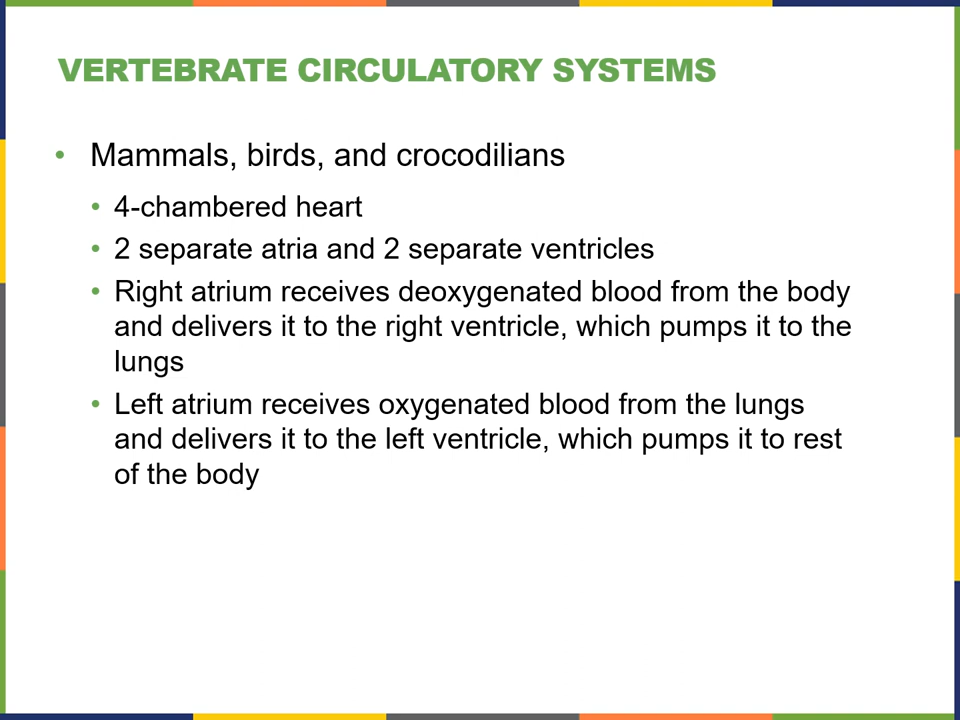 VERTEBRATE CIRCULATORY SYSTEMS
• Mammals, birds, and crocodilians
• 4-chambered heart
• 2 separate atria and 2 separate ventricles
• Right atrium receives deoxygenated blood from the body
and delivers it to the right ventricle, which pumps it to the
lungs
• Left atrium receives oxygenated blood from the lungs
and delivers it to the left ventricle, which pumps it to rest
of the body